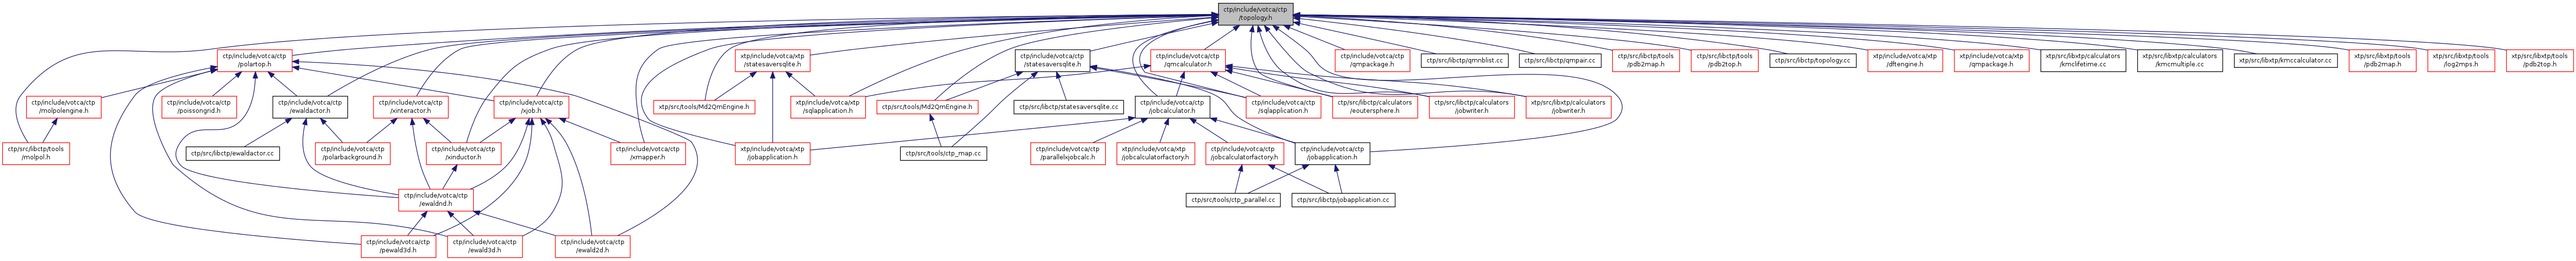 ctp/include/votca/ctp
/topology.h
ctp/include/votca/ctp
/polartop.h
xtp/include/votca/xtp
/statesaversqlite.h
ctp/include/votca/ctp
/statesaversqlite.h
ctp/include/votca/ctp
/qmcalculator.h
ctp/include/votca/ctp
/qmpackage.h
ctp/src/libctp/qmnblist.cc
ctp/src/libctp/qmpair.cc
ctp/src/libctp/tools
/pdb2map.h
ctp/src/libctp/tools
/pdb2top.h
ctp/src/libctp/topology.cc
xtp/include/votca/xtp
/dftengine.h
xtp/include/votca/xtp
/qmpackage.h
xtp/src/libxtp/calculators
/kmclifetime.cc
xtp/src/libxtp/calculators
/kmcmultiple.cc
xtp/src/libxtp/kmccalculator.cc
xtp/src/libxtp/tools
/pdb2map.h
xtp/src/libxtp/tools
/log2mps.h
xtp/src/libxtp/tools
/pdb2top.h
ctp/include/votca/ctp
/molpolengine.h
ctp/include/votca/ctp
/poissongrid.h
ctp/include/votca/ctp
/ewaldactor.h
ctp/include/votca/ctp
/xinteractor.h
ctp/include/votca/ctp
/xjob.h
xtp/src/tools/Md2QmEngine.h
xtp/include/votca/xtp
/sqlapplication.h
ctp/src/tools/Md2QmEngine.h
ctp/src/libctp/statesaversqlite.cc
ctp/include/votca/ctp
/jobcalculator.h
ctp/include/votca/ctp
/sqlapplication.h
ctp/src/libctp/calculators
/eoutersphere.h
ctp/src/libctp/calculators
/jobwriter.h
xtp/src/libxtp/calculators
/jobwriter.h
ctp/src/libctp/tools
/molpol.h
ctp/src/libctp/ewaldactor.cc
ctp/include/votca/ctp
/polarbackground.h
ctp/include/votca/ctp
/xinductor.h
ctp/include/votca/ctp
/xmapper.h
xtp/include/votca/xtp
/jobapplication.h
ctp/src/tools/ctp_map.cc
ctp/include/votca/ctp
/parallelxjobcalc.h
xtp/include/votca/xtp
/jobcalculatorfactory.h
ctp/include/votca/ctp
/jobcalculatorfactory.h
ctp/include/votca/ctp
/jobapplication.h
ctp/include/votca/ctp
/ewaldnd.h
ctp/src/tools/ctp_parallel.cc
ctp/src/libctp/jobapplication.cc
ctp/include/votca/ctp
/pewald3d.h
ctp/include/votca/ctp
/ewald3d.h
ctp/include/votca/ctp
/ewald2d.h